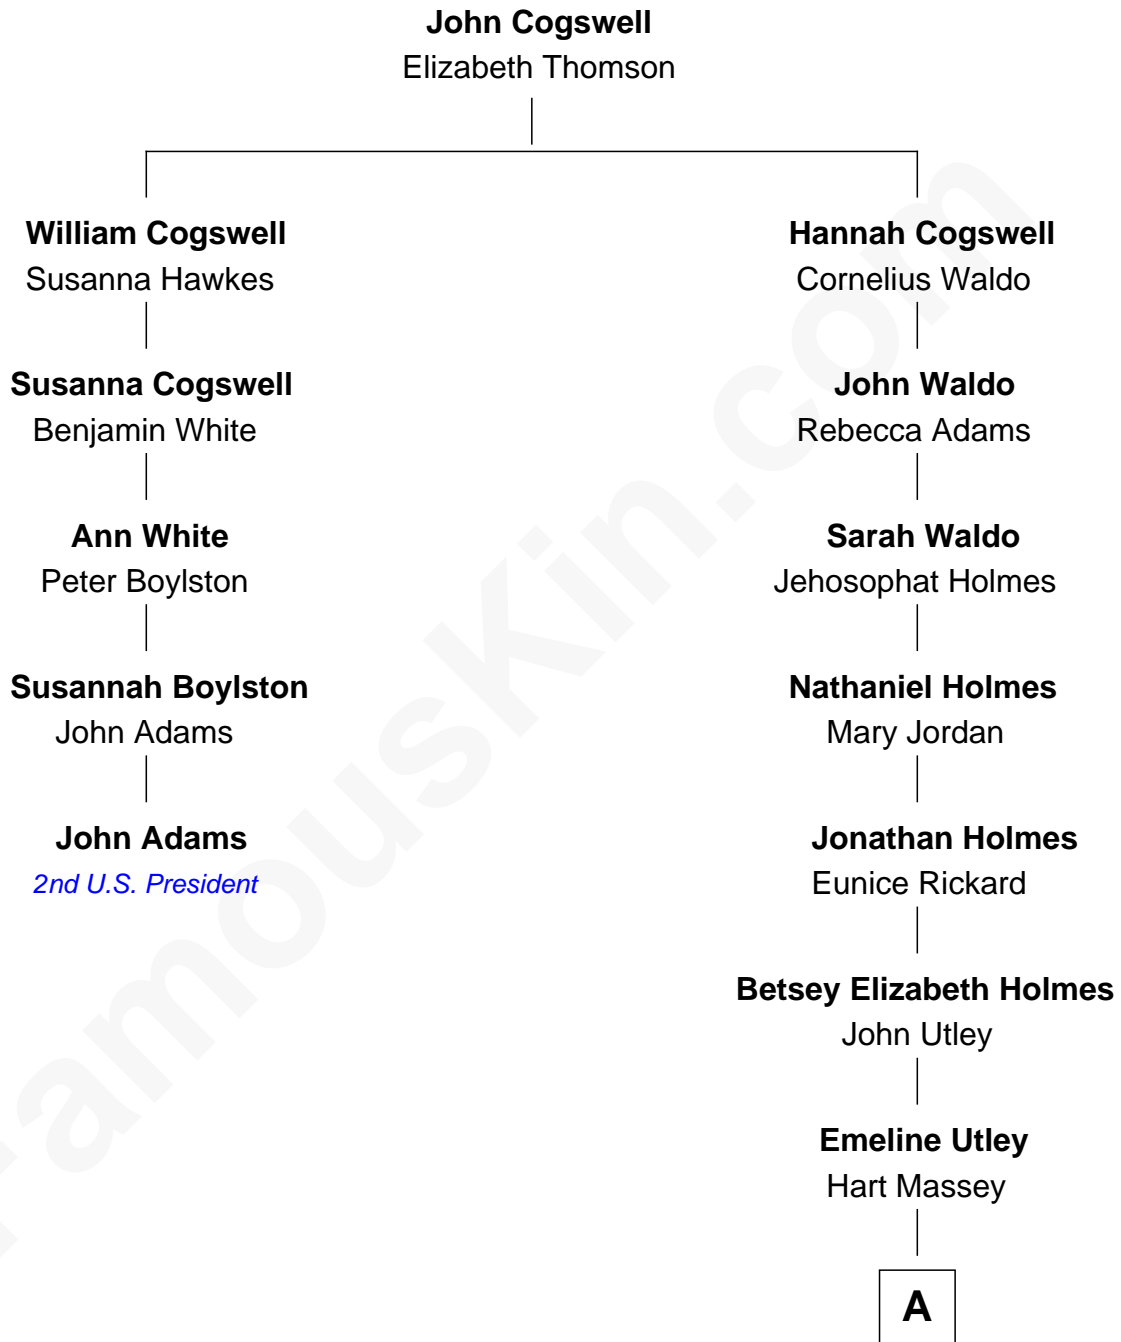 John Cogswell
Elizabeth Thomson
William Cogswell
Susanna Hawkes
Susanna Cogswell
Benjamin White
Ann White
Peter Boylston
Susannah Boylston
John Adams
John Adams
2nd U.S. President
Hannah Cogswell
Cornelius Waldo
John Waldo
Rebecca Adams
Sarah Waldo
Jehosophat Holmes
Nathaniel Holmes
Mary Jordan
Jonathan Holmes
Eunice Rickard
Betsey Elizabeth Holmes
John Utley
Emeline Utley
Hart Massey
A
FamousKin.com